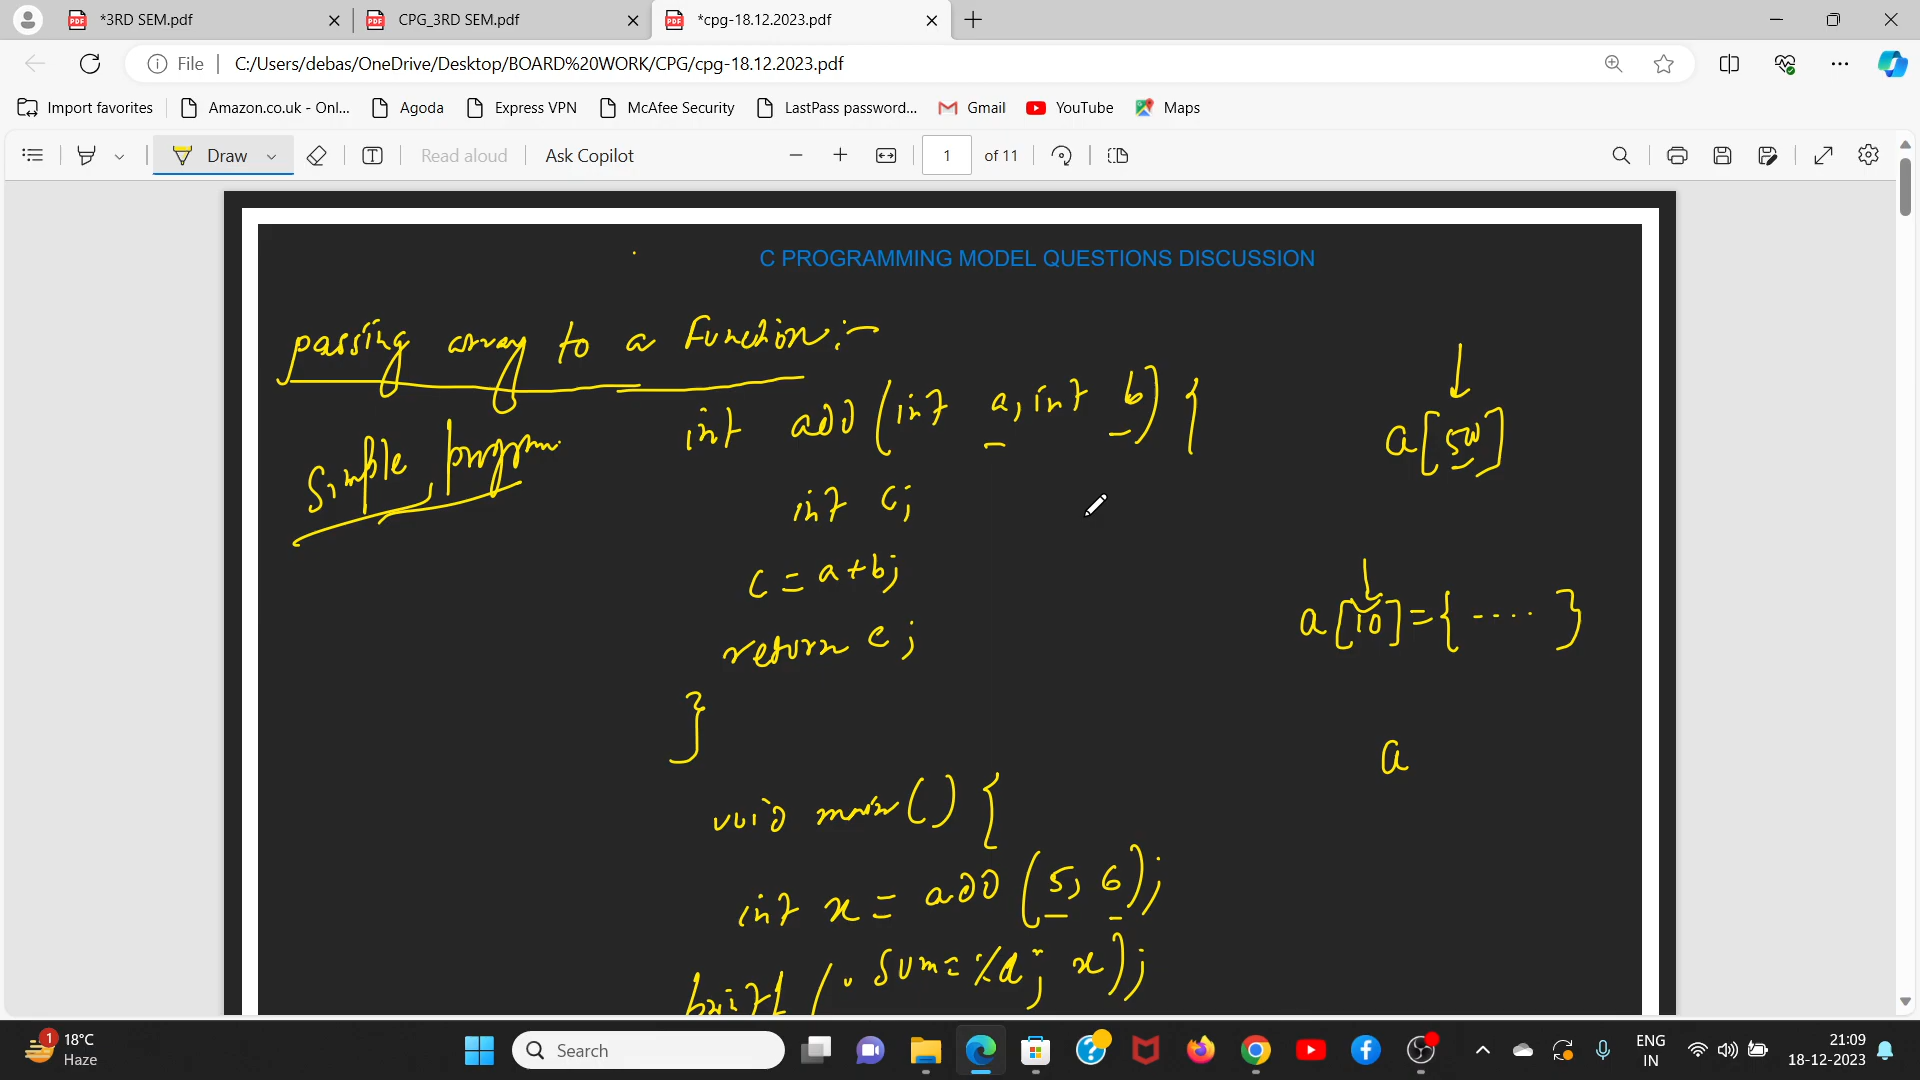 *3RD SEM.pdf
CPG_3RD SEM.pdf
*cpg-18.12.2023.pdf
File
C:/Users/debas/OneDrive/Desktop/BOARD%20WORK/CPG/cpg-18.12.2023.pdf
Import favorites
Amazon.co.uk - Onl...
Agoda
Express VPN
McAfee Security
LastPass password...
Gmail
YouTube
Maps
Draw
Read aloud
Ask Copilot
1
of 11
C PROGRAMMING MODEL QUESTIONS DISCUSSION
passing array to a function:-
Simple program
int add (int a, int b) {
int c;
c = a+b;
return c;
}
void main() {
int x = add (5, 6);
printf (" Sum = %d; x);
a[50]
a[10]={ ---- }
a
1
18°C
Haze
Search
ENG
IN
21:09
18-12-2023